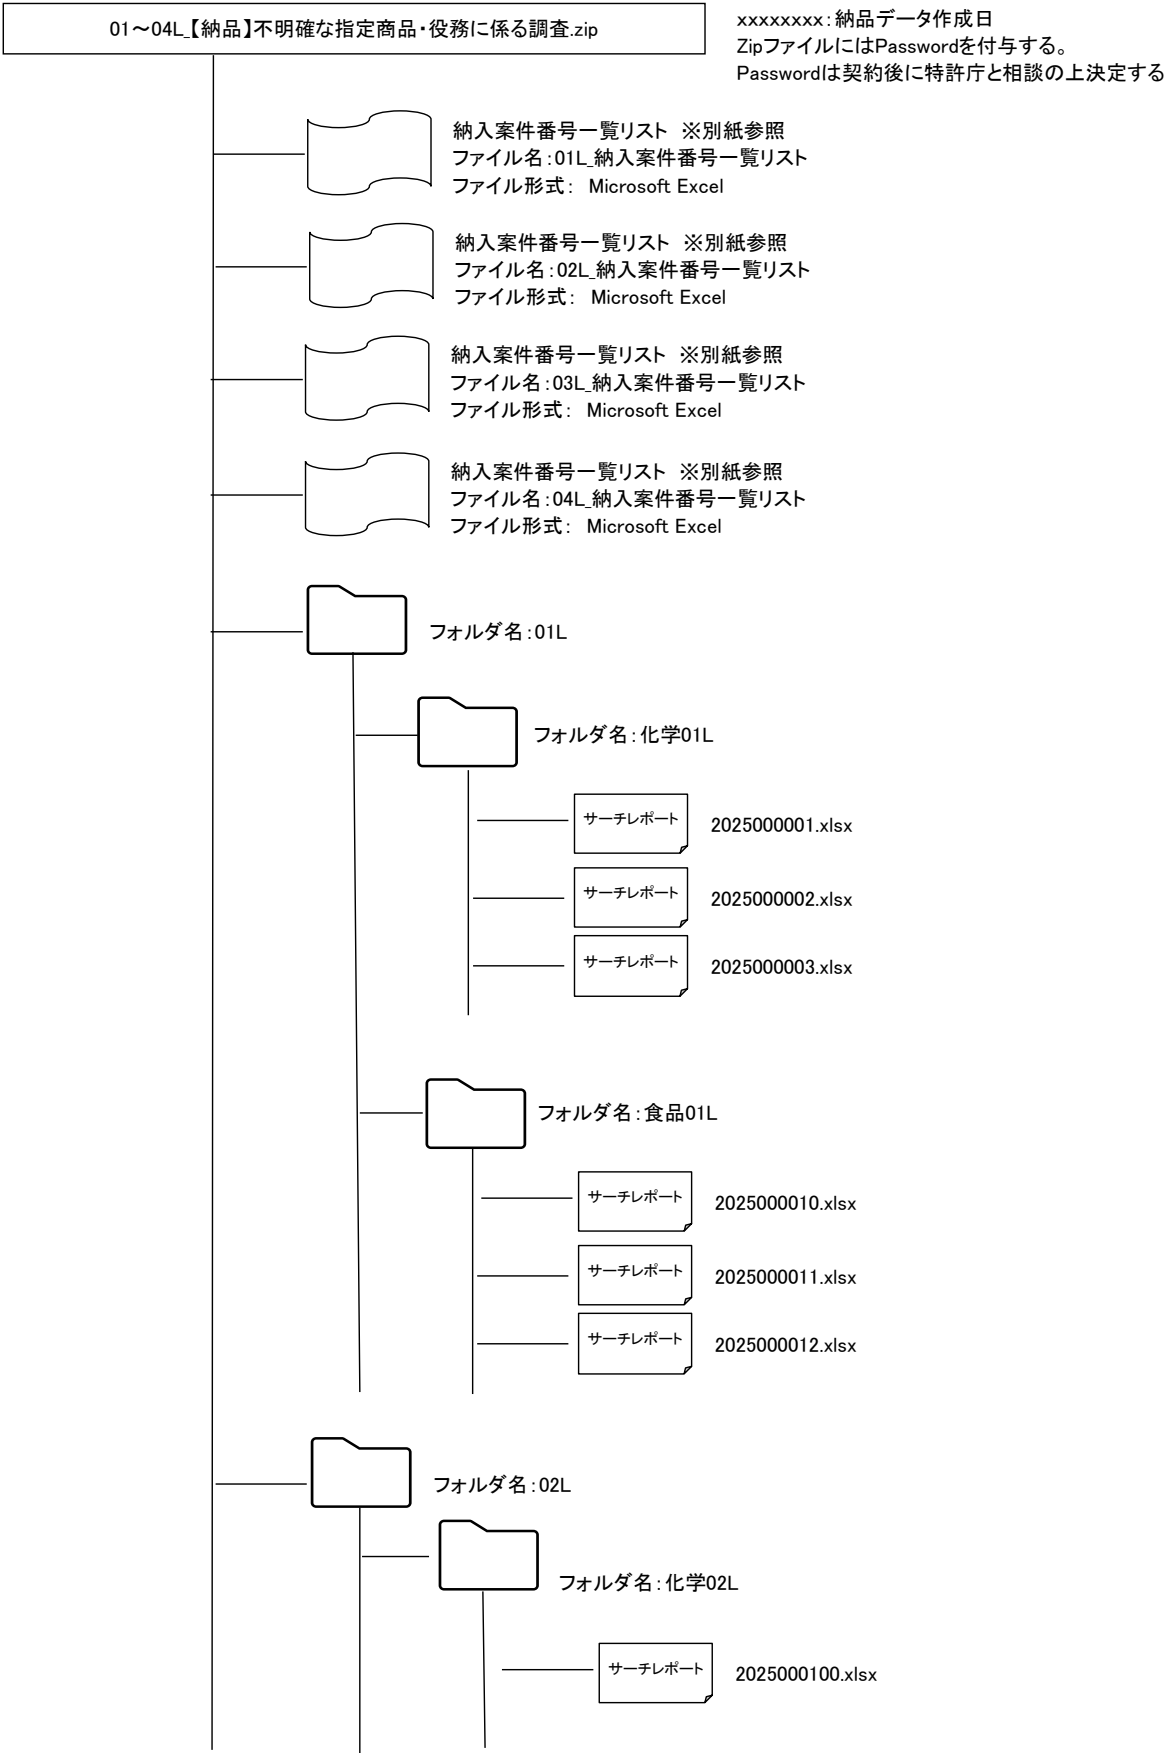 01～04L_【納品】不明確な指定商品・役務に係る調査.zip
xxxxxxxx：納品データ作成日
ZipファイルにはPasswordを付与する。
Passwordは契約後に特許庁と相談の上決定する
納入案件番号一覧リスト　※別紙参照
ファイル名：01L_納入案件番号一覧リスト
ファイル形式：　Microsoft Excel
納入案件番号一覧リスト　※別紙参照
ファイル名：02L_納入案件番号一覧リスト
ファイル形式：　Microsoft Excel
納入案件番号一覧リスト　※別紙参照
ファイル名：03L_納入案件番号一覧リスト
ファイル形式：　Microsoft Excel
納入案件番号一覧リスト　※別紙参照
ファイル名：04L_納入案件番号一覧リスト
ファイル形式：　Microsoft Excel
フォルダ名：01L
フォルダ名：化学01L
サーチレポート　2025000001.xlsx
サーチレポート　2025000002.xlsx
サーチレポート　2025000003.xlsx
フォルダ名：食品01L
サーチレポート　2025000010.xlsx
サーチレポート　2025000011.xlsx
サーチレポート　2025000012.xlsx
フォルダ名：02L
フォルダ名：化学02L
サーチレポート　2025000100.xlsx